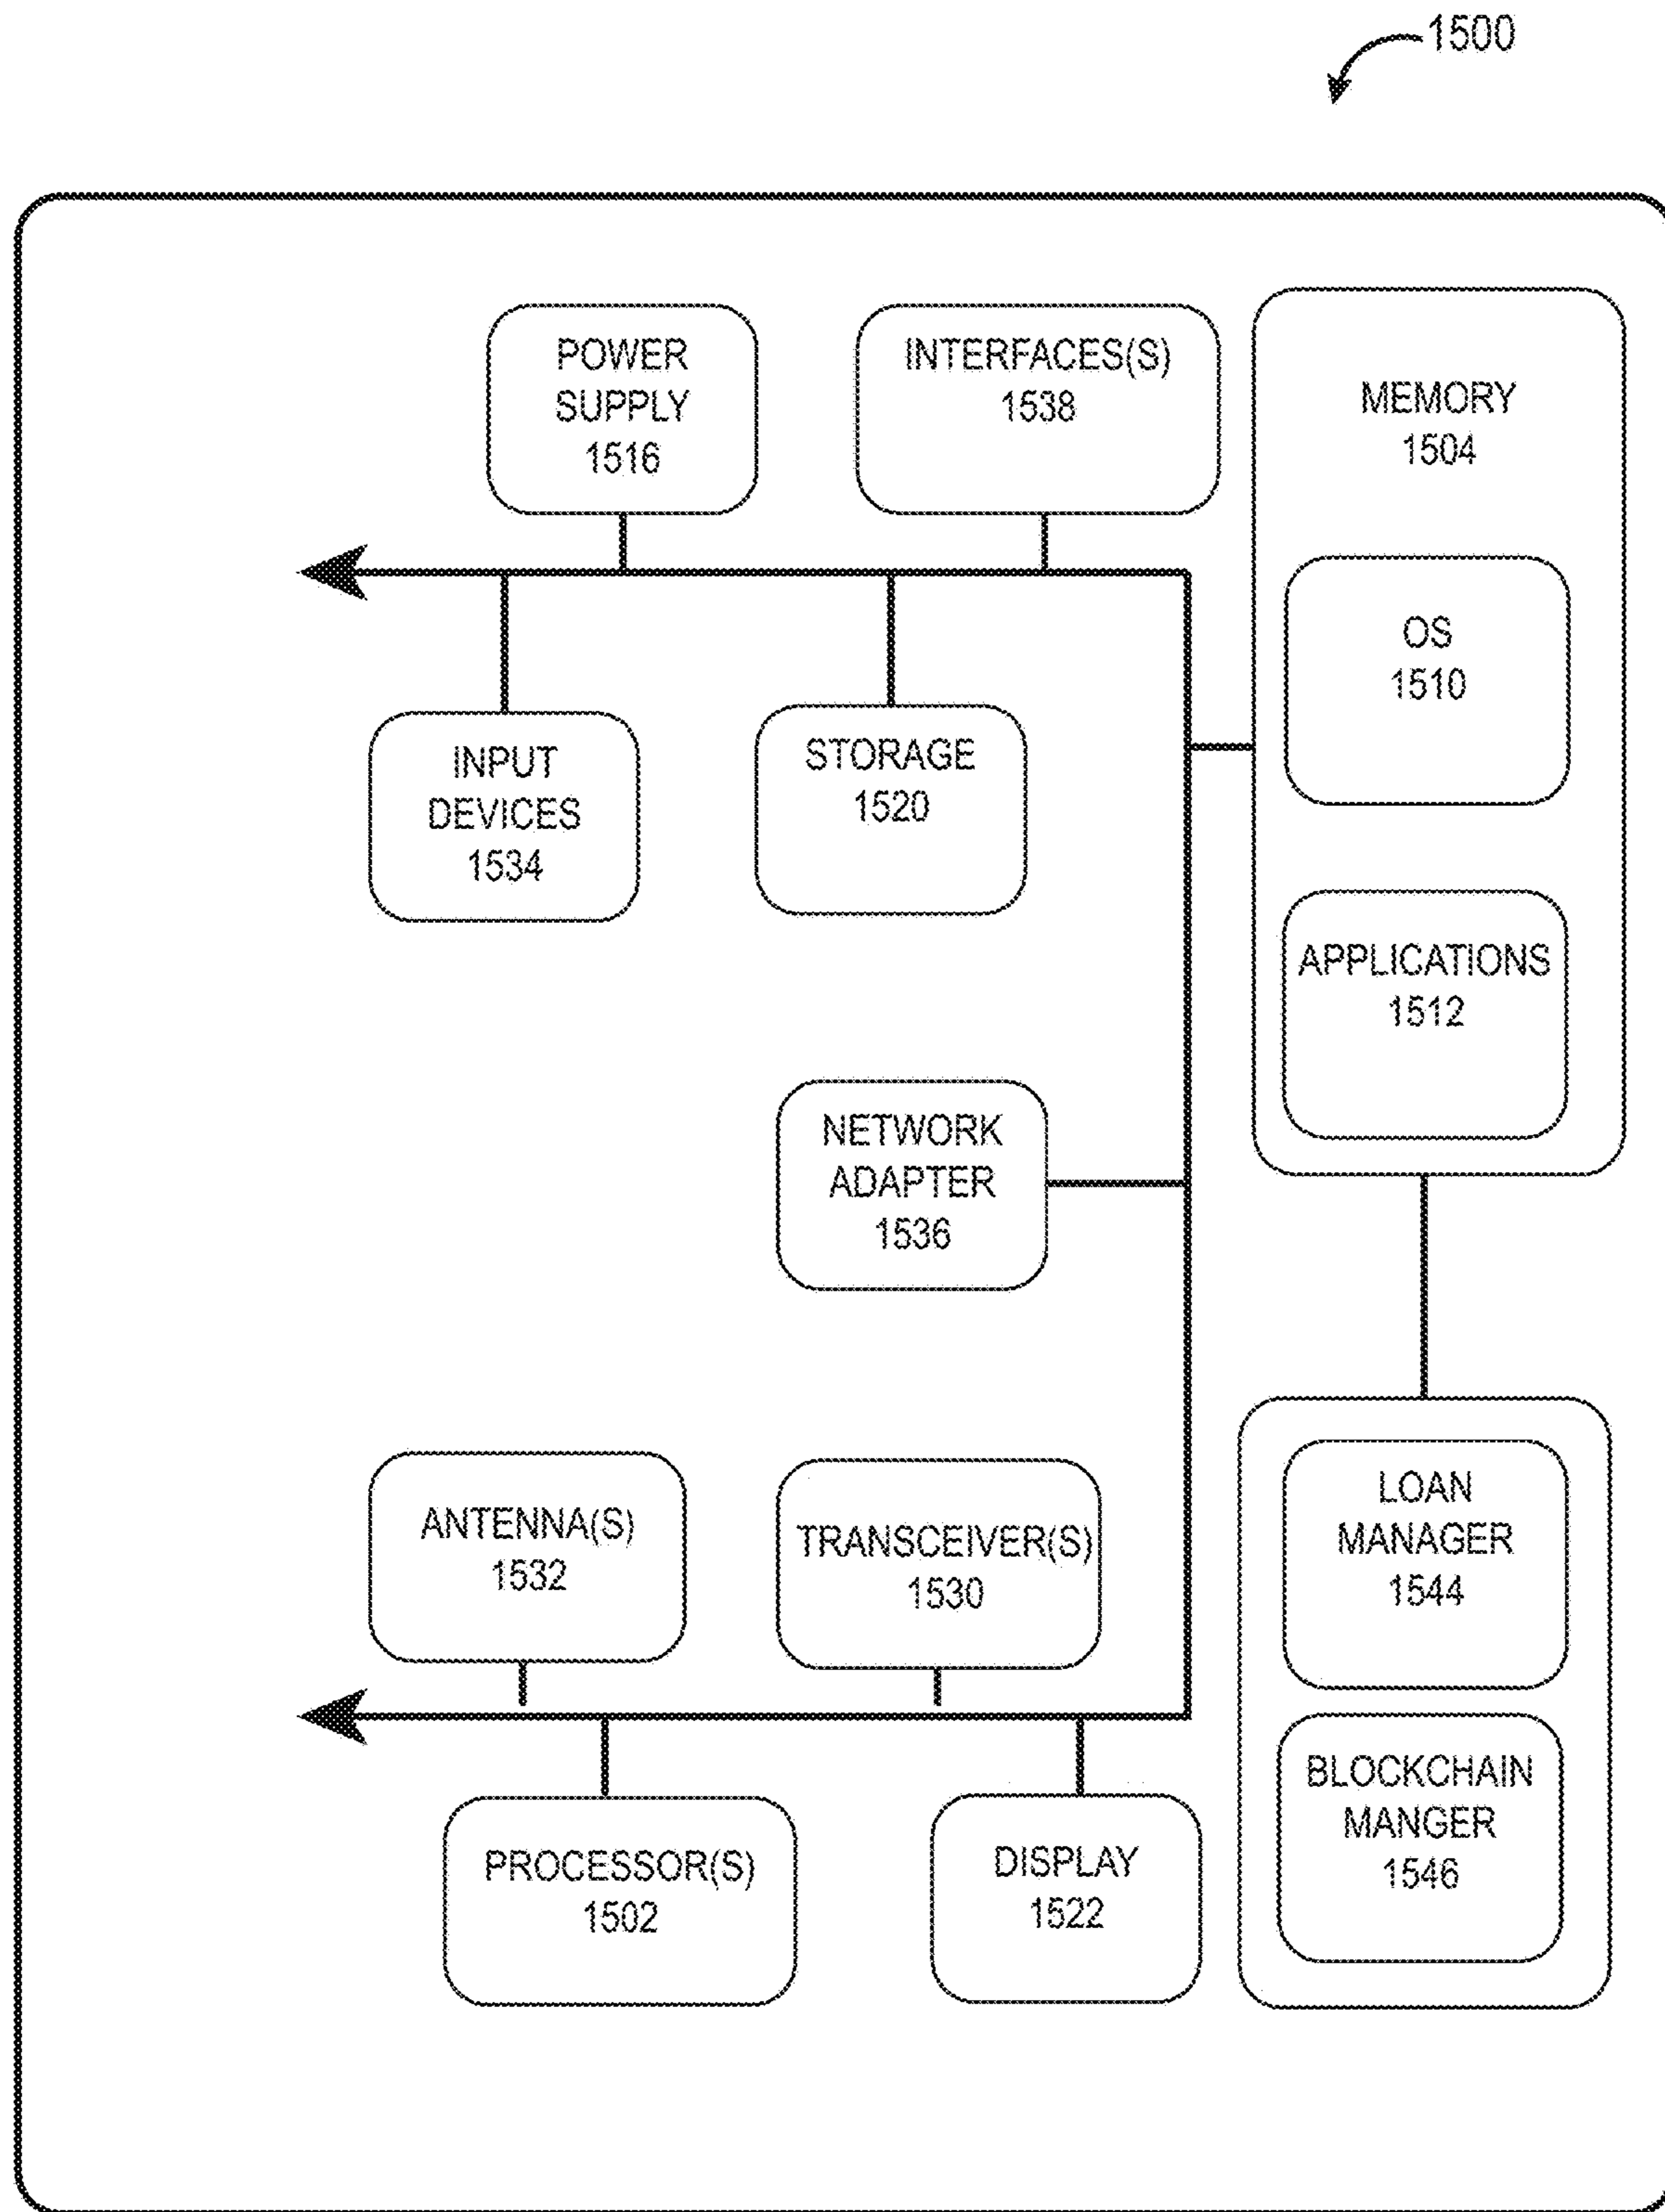 1500
POWER
SUPPLY
1516
INTERFACES(S)
1538
MEMORY
1504
OS
1510
APPLICATIONS
1512
INPUT
DEVICES
1534
STORAGE
1520
NETWORK
ADAPTER
1536
ANTENNA(S)
1532
TRANSCEIVER(S)
1530
LOAN
MANAGER
1544
BLOCKCHAIN
MANGER
1546
PROCESSOR(S)
1502
DISPLAY
1522